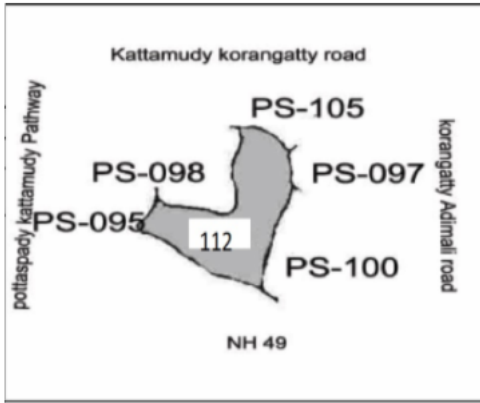 Kattamudy korangatty road
PS-105
pottaspady kattamudy Pathway
PS-098
PS-097
korangatty Adimali road
PS-095
112
PS-100
NH 49